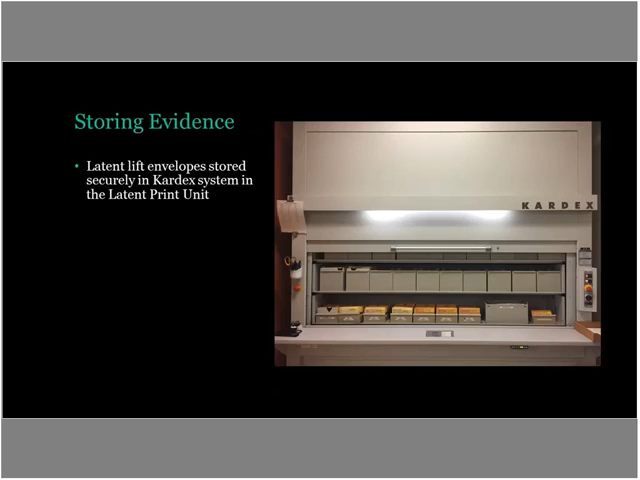 Storing Evidence
• Latent lift envelopes stored
securely in Kardex system in
the Latent Print Unit
KARDEX